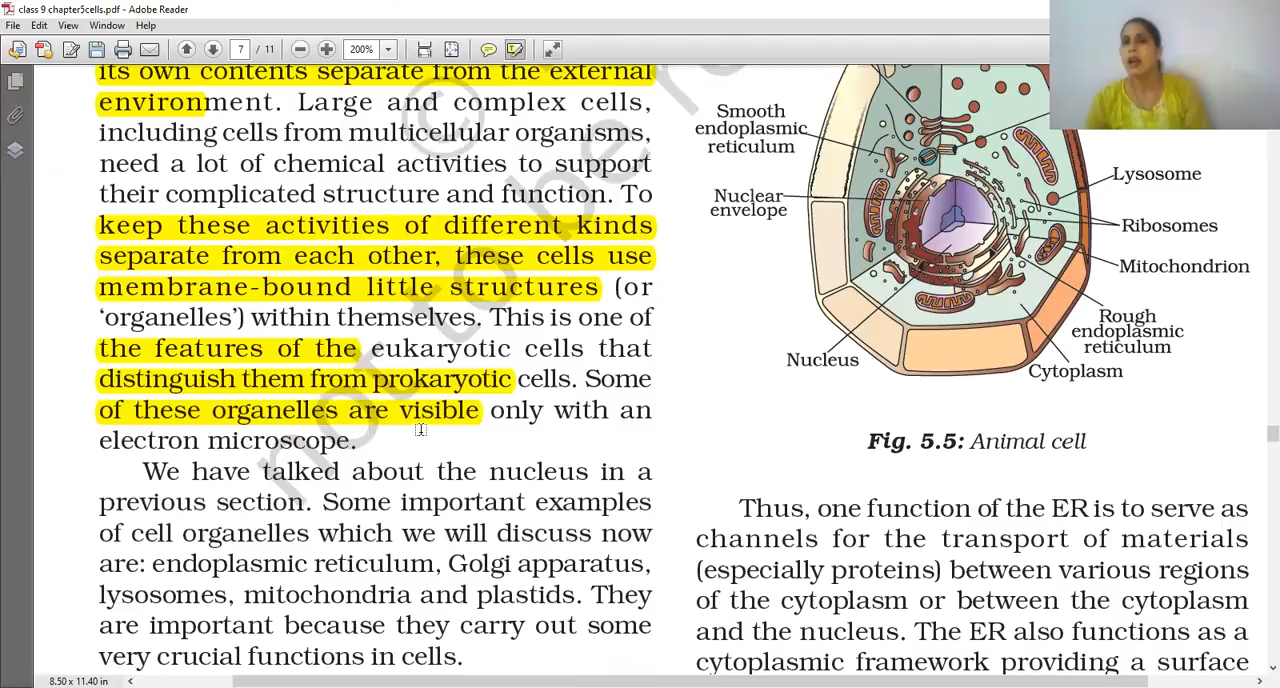 class 9 chapter5cells.pdf - Adobe Reader
File Edit View Window Help
7 / 11
200%
its own contents separate from the external
environment. Large and complex cells,
including cells from multicellular organisms,
need a lot of chemical activities to support
their complicated structure and function. To
keep these activities of different kinds
separate from each other, these cells use
membrane-bound little structures (or
‘organelles’) within themselves. This is one of
the features of the eukaryotic cells that
distinguish them from prokaryotic cells. Some
of these organelles are visible only with an
electron microscope.
We have talked about the nucleus in a
previous section. Some important examples
of cell organelles which we will discuss now
are: endoplasmic reticulum, Golgi apparatus,
lysosomes, mitochondria and plastids. They
are important because they carry out some
very crucial functions in cells.
Smooth
endoplasmic
reticulum
Nuclear
envelope
Nucleus
Lysosome
Ribosomes
Mitochondrion
Rough
endoplasmic
reticulum
Cytoplasm
Fig. 5.5: Animal cell
Thus, one function of the ER is to serve as
channels for the transport of materials
(especially proteins) between various regions
of the cytoplasm or between the cytoplasm
and the nucleus. The ER also functions as a
cytoplasmic framework providing a surface
©
not to be r
8.50 x 11.40 in